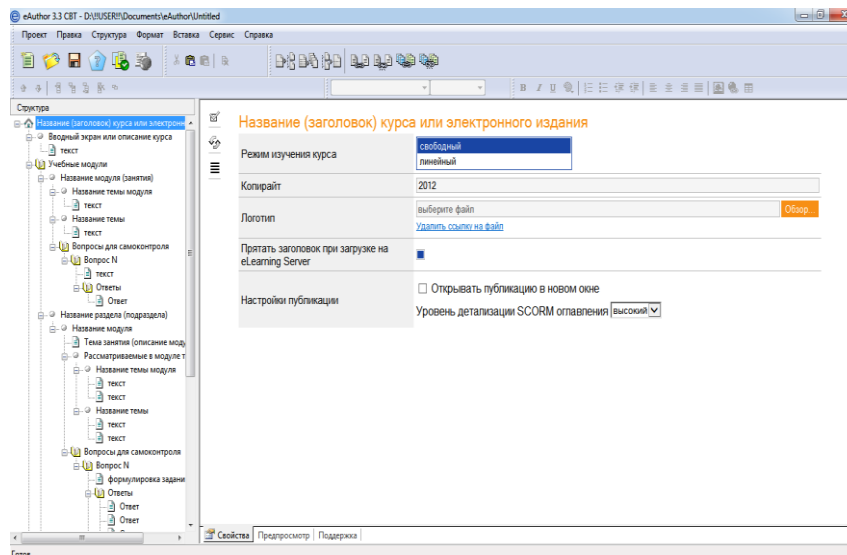 eAuthor 3.3 CBT - D:\!!USER!!\Documents\eAuthor\Untitled
Проект Правка Структура Формат Вставка Сервис Справка
Структура
Название (заголовок) курса или электронн
Вводный экран или описание курса
текст
Учебные модули
Название модуля (занятия)
Название темы модуля
текст
Название темы
текст
Вопросы для самоконтроля
Вопрос N
текст
Ответы
Ответ
Название раздела (подраздела)
Название модуля
Тема занятия (описание моду
Рассматриваемые в модуле т
Название темы модуля
текст
текст
Название темы
текст
текст
Вопросы для самоконтроля
Вопрос N
формулировка задани
Ответы
Ответ
Ответ
Название (заголовок) курса или электронного издания
Режим изучения курса
свободный
линейный
Копирайт
2012
Логотип
выберите файл
Обзор...
Удалить ссылку на файл
Прятать заголовок при загрузке на
eLearning Server
Настройки публикации
Открывать публикацию в новом окне
Уровень детализации SCORM оглавления высокий
Свойства Предпросмотр Поддержка
Готов